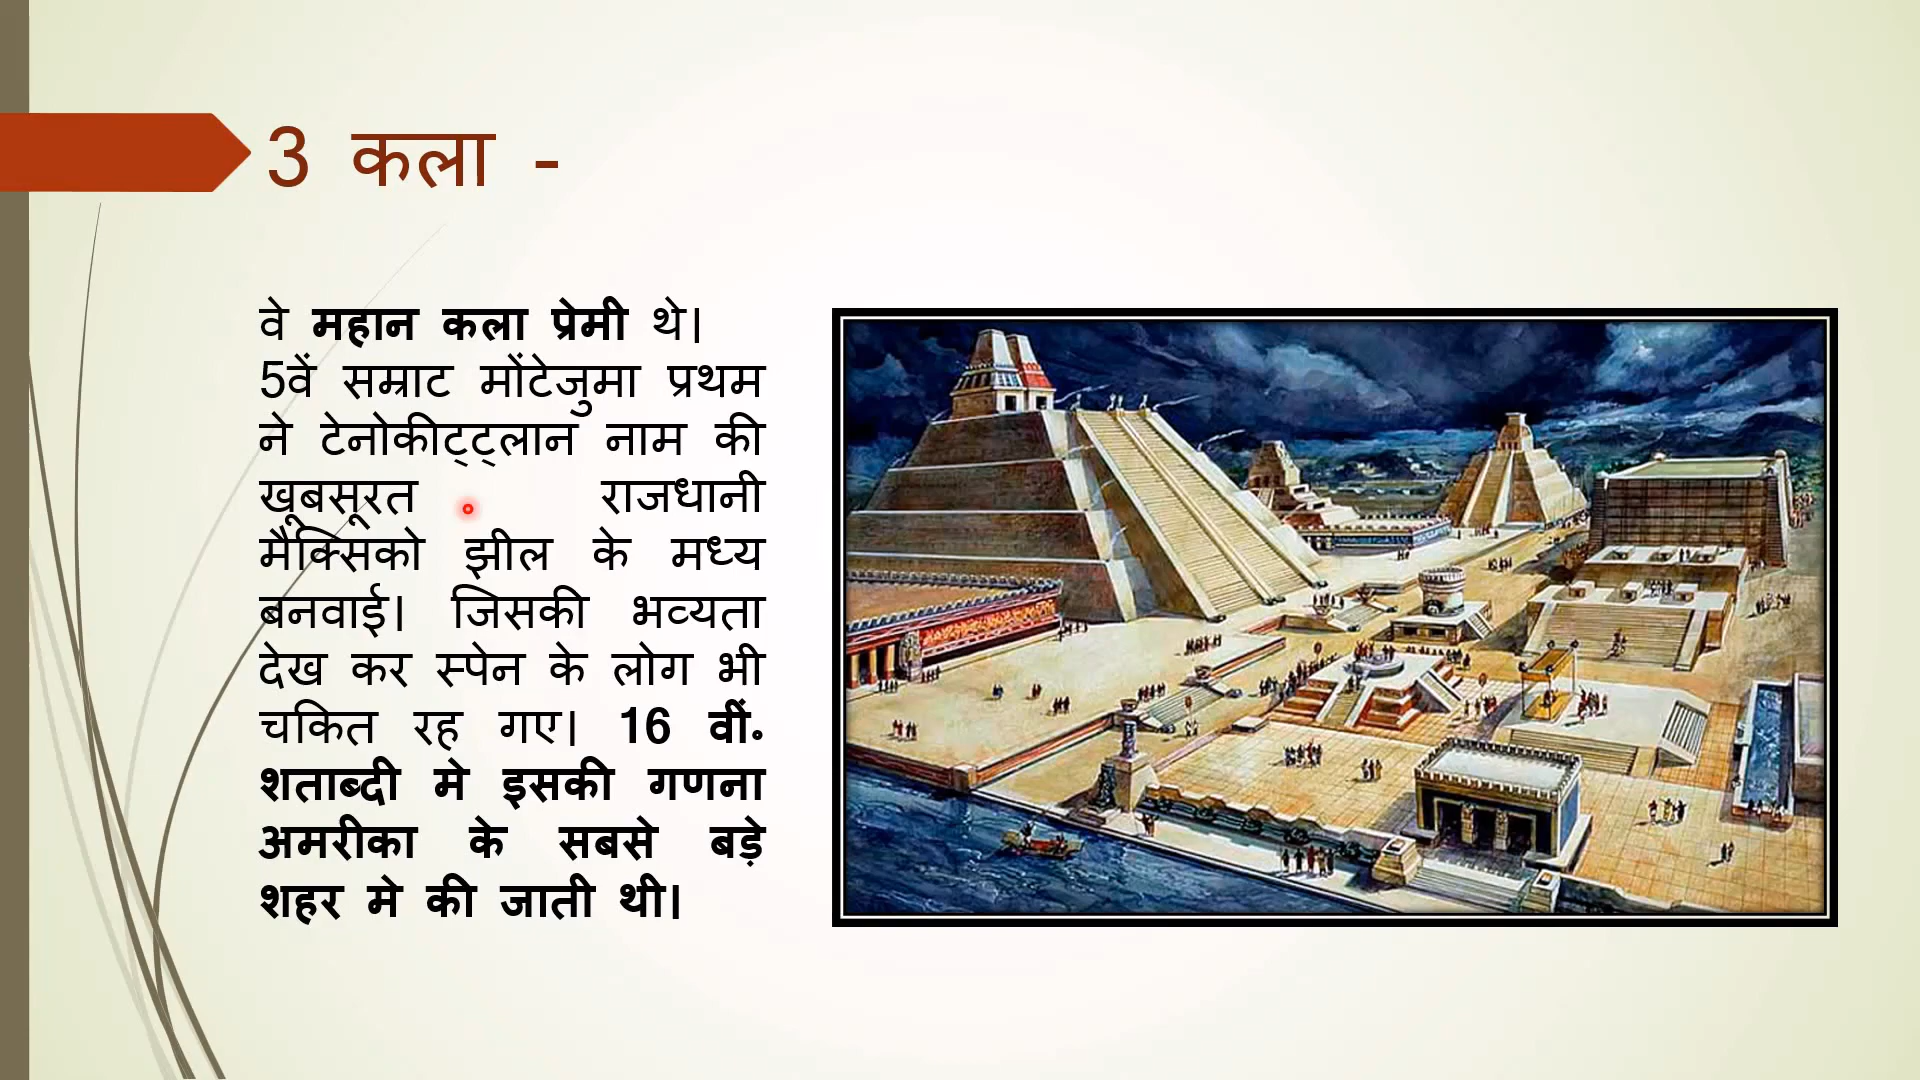 3 कला -
वे महान कला प्रेमी थे।
5वें सम्राट मोंटेजुमा प्रथम
ने टेनोकीट्ट्लान नाम की
खूबसूरत राजधानी
मैक्सिको झील के मध्य
बनवाई। जिसकी भव्यता
देख कर स्पेन के लोग भी
चकित रह गए। 16 वीं॰
शताब्दी मे इसकी गणना
अमरीका के सबसे बड़े
शहर मे की जाती थी।